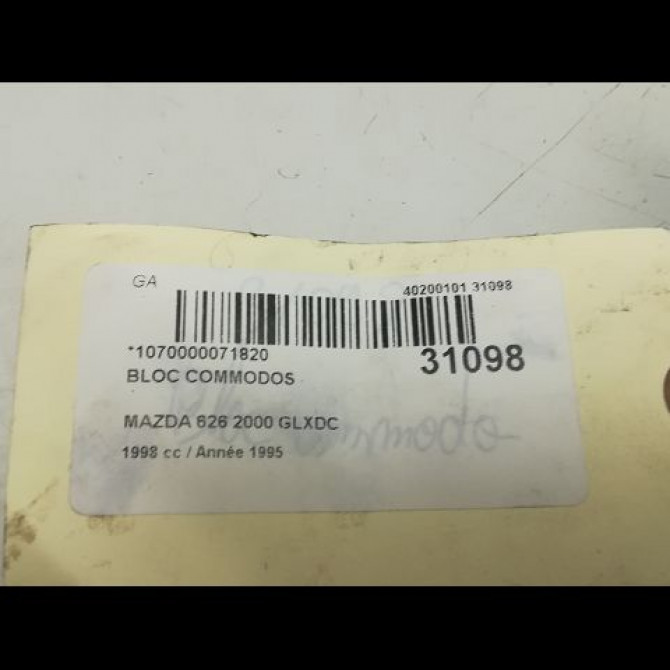 GA
40200101 31098
*1070000071820
31098
BLOC COMMODOS
MAZDA 626 2000 GLXDC
1998 cc / Année 1995